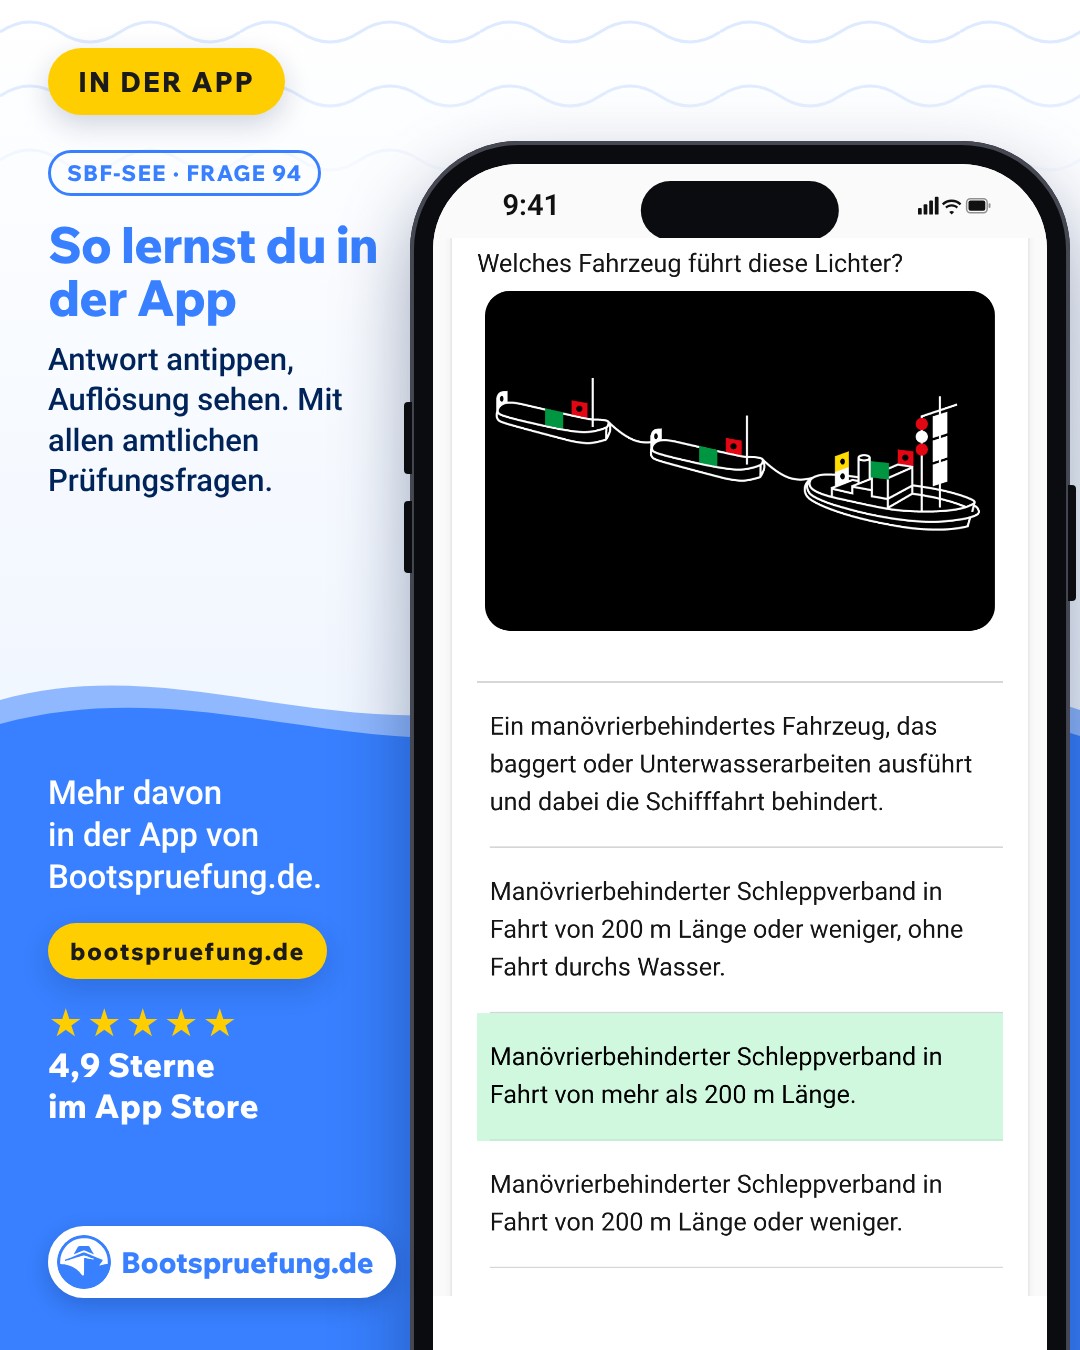 IN DER APP
SBF-SEE · FRAGE 94
So lernst du in
der App
Antwort antippen,
Auflösung sehen. Mit
allen amtlichen
Prüfungsfragen.
Mehr davon
in der App von
Bootspruefung.de.
bootspruefung.de
4,9 Sterne
im App Store
Bootspruefung.de
9:41
Welches Fahrzeug führt diese Lichter?
Ein manövrierbehindertes Fahrzeug, das
baggert oder Unterwasserarbeiten ausführt
und dabei die Schifffahrt behindert.
Manövrierbehinderter Schleppverband in
Fahrt von 200 m Länge oder weniger, ohne
Fahrt durchs Wasser.
Manövrierbehinderter Schleppverband in
Fahrt von mehr als 200 m Länge.
Manövrierbehinderter Schleppverband in
Fahrt von 200 m Länge oder weniger.